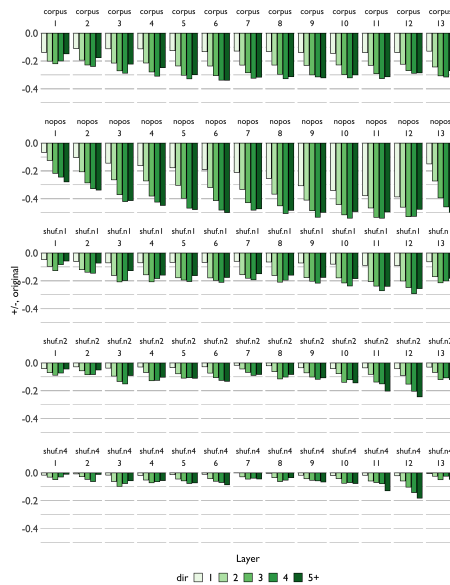 corpus corpus corpus corpus corpus corpus corpus corpus corpus corpus corpus corpus corpus
1 2 3 4 5 6 7 8 9 10 11 12 13
0.0
-0.2
-0.4
nopos nopos nopos nopos nopos nopos nopos nopos nopos nopos nopos nopos nopos
1 2 3 4 5 6 7 8 9 10 11 12 13
0.0
-0.2
-0.4
shuf.n1 shuf.n1 shuf.n1 shuf.n1 shuf.n1 shuf.n1 shuf.n1 shuf.n1 shuf.n1 shuf.n1 shuf.n1 shuf.n1 shuf.n1
1 2 3 4 5 6 7 8 9 10 11 12 13
0.0
-0.2
-0.4
+/-, original
shuf.n2 shuf.n2 shuf.n2 shuf.n2 shuf.n2 shuf.n2 shuf.n2 shuf.n2 shuf.n2 shuf.n2 shuf.n2 shuf.n2 shuf.n2
1 2 3 4 5 6 7 8 9 10 11 12 13
0.0
-0.2
-0.4
shuf.n4 shuf.n4 shuf.n4 shuf.n4 shuf.n4 shuf.n4 shuf.n4 shuf.n4 shuf.n4 shuf.n4 shuf.n4 shuf.n4 shuf.n4
1 2 3 4 5 6 7 8 9 10 11 12 13
0.0
-0.2
-0.4
Layer
dir 1 2 3 4 5+